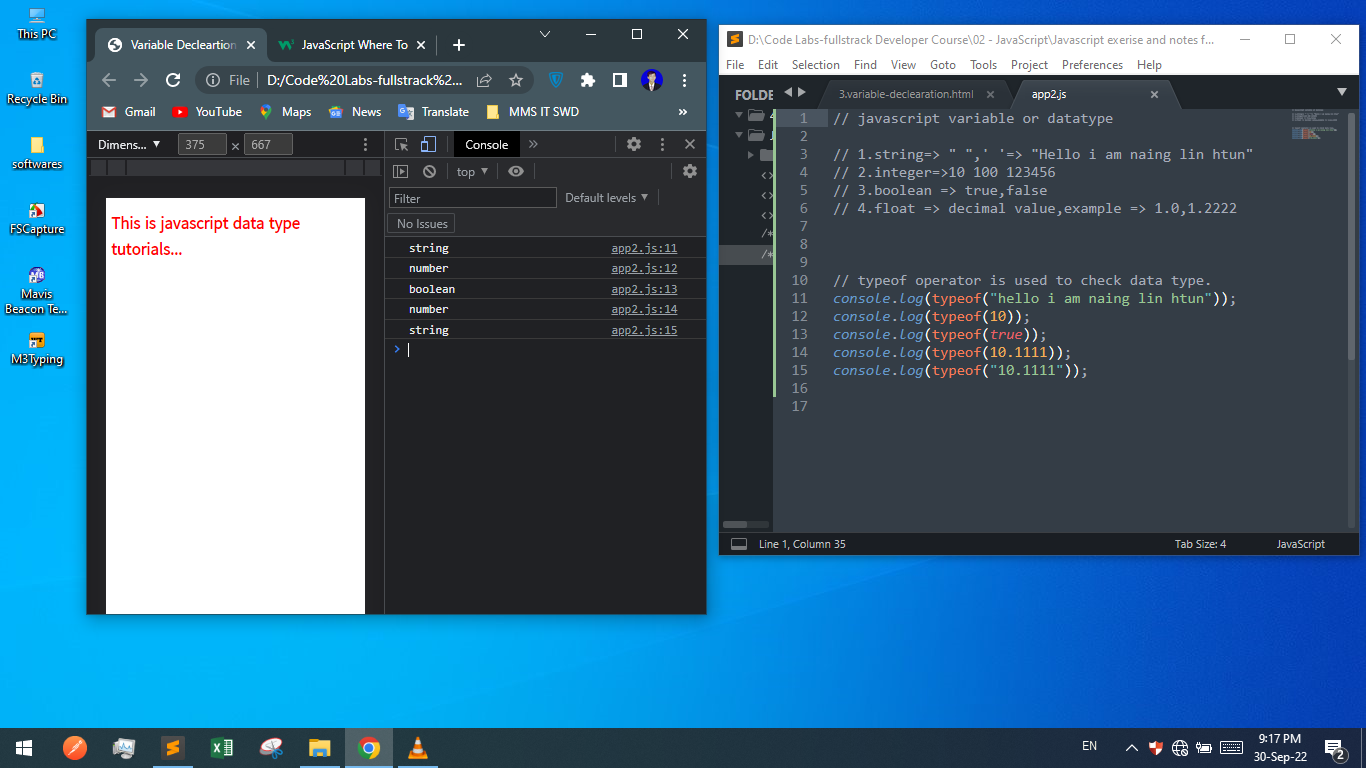 This PC
Recycle Bin
softwares
FSCapture
Mavis
Beacon Te...
M3Typing
Variable Decleartion
JavaScript Where To
File
D:/Code%20Labs-fullstrack%2...
Gmail
YouTube
Maps
News
Translate
MMS IT SWD
»
Dimens...
375
×
667
Console
»
top
Filter
Default levels
No Issues
This is javascript data type
tutorials...
string app2.js:11
number app2.js:12
boolean app2.js:13
number app2.js:14
string app2.js:15
>
D:\Code Labs-fullstrack Developer Course\02 - JavaScript\Javascript exerise and notes f...
File Edit Selection Find View Goto Tools Project Preferences Help
FOLDE
3.variable-declearation.html
app2.js
1 // javascript variable or datatype
2
3 // 1.string=> " ",' '=> "Hello i am naing lin htun"
4 // 2.integer=>10 100 123456
5 // 3.boolean => true,false
6 // 4.float => decimal value,example => 1.0,1.2222
7
8
9
10 // typeof operator is used to check data type.
11 console.log(typeof("hello i am naing lin htun"));
12 console.log(typeof(10));
13 console.log(typeof(true));
14 console.log(typeof(10.1111));
15 console.log(typeof("10.1111"));
16
17
Line 1, Column 35
Tab Size: 4
JavaScript
EN
9:17 PM
30-Sep-22
2